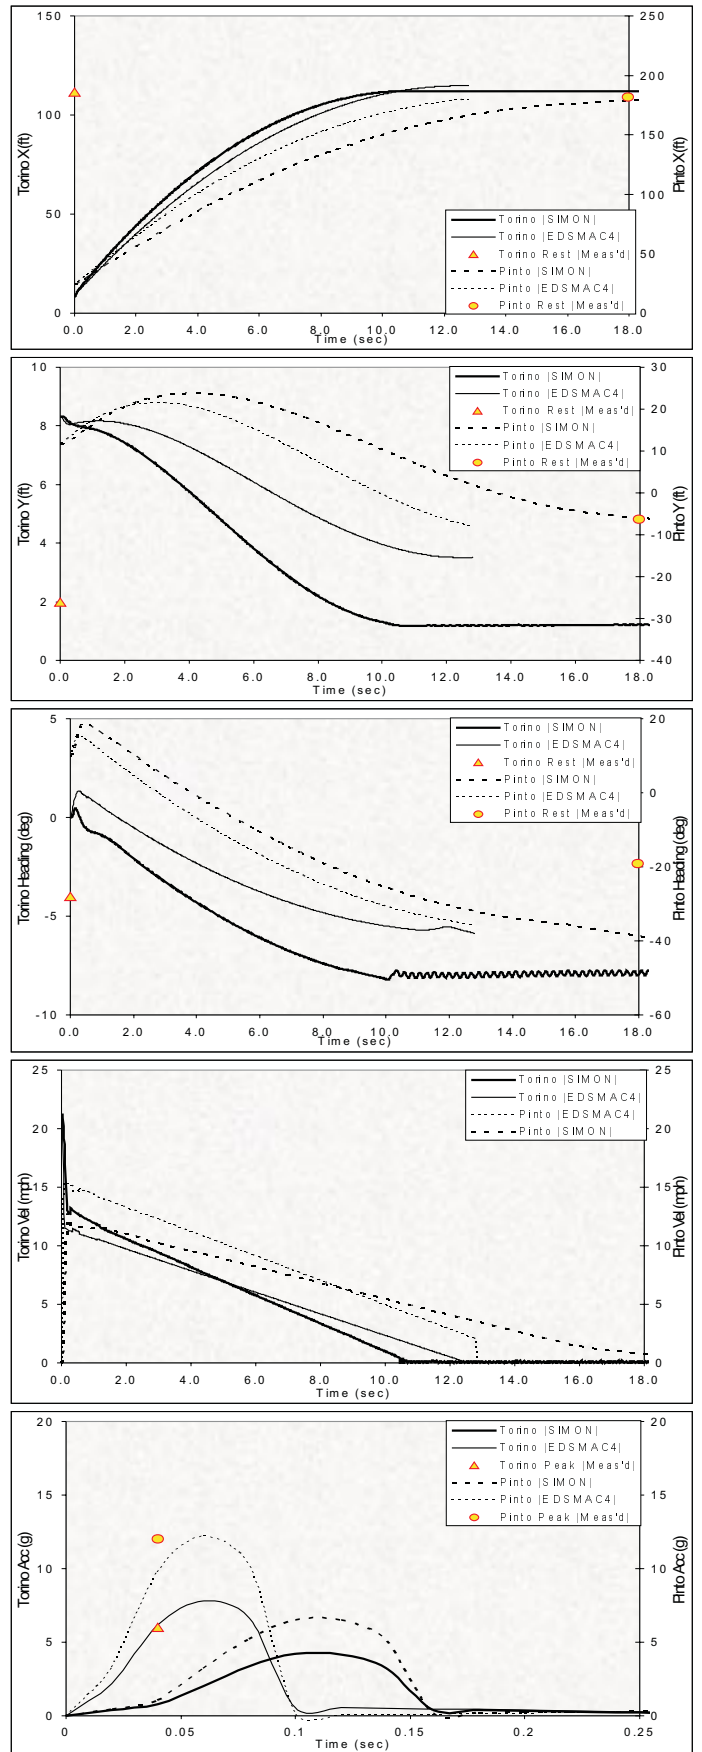 150
100
50
0
250
200
150
100
50
0
Torino X (ft)
Pinto X (ft)
Torino |SIMON|
Torino |EDSMAC4|
Torino Rest |Meas'd|
Pinto |SIMON|
Pinto |EDSMAC4|
Pinto Rest |Meas'd|
0.0 2.0 4.0 6.0 8.0 10.0 12.0 14.0 16.0 18.0
Time (sec)
10
8
6
4
2
0
30
20
10
0
-10
-20
-30
-40
Torino Y (ft)
Pinto Y (ft)
Torino |SIMON|
Torino |EDSMAC4|
Torino Rest |Meas'd|
Pinto |SIMON|
Pinto |EDSMAC4|
Pinto Rest |Meas'd|
0.0 2.0 4.0 6.0 8.0 10.0 12.0 14.0 16.0 18.0
Time (sec)
5
0
-5
-10
20
0
-20
-40
-60
Torino Heading (deg)
Pinto Heading (deg)
Torino |SIMON|
Torino |EDSMAC4|
Torino Rest |Meas'd|
Pinto |SIMON|
Pinto |EDSMAC4|
Pinto Rest |Meas'd|
0.0 2.0 4.0 6.0 8.0 10.0 12.0 14.0 16.0 18.0
Time (sec)
25
20
15
10
5
0
25
20
15
10
5
0
Torino Vel (mph)
Pinto Vel (mph)
Torino |SIMON|
Torino |EDSMAC4|
Pinto |EDSMAC4|
Pinto |SIMON|
0.0 2.0 4.0 6.0 8.0 10.0 12.0 14.0 16.0 18.0
Time (sec)
20
15
10
5
0
20
15
10
5
0
Torino Acc (g)
Pinto Acc (g)
Torino |SIMON|
Torino |EDSMAC4|
Torino Peak |Meas'd|
Pinto |SIMON|
Pinto |EDSMAC4|
Pinto Peak |Meas'd|
0 0.05 0.1 0.15 0.2 0.25
Time (sec)